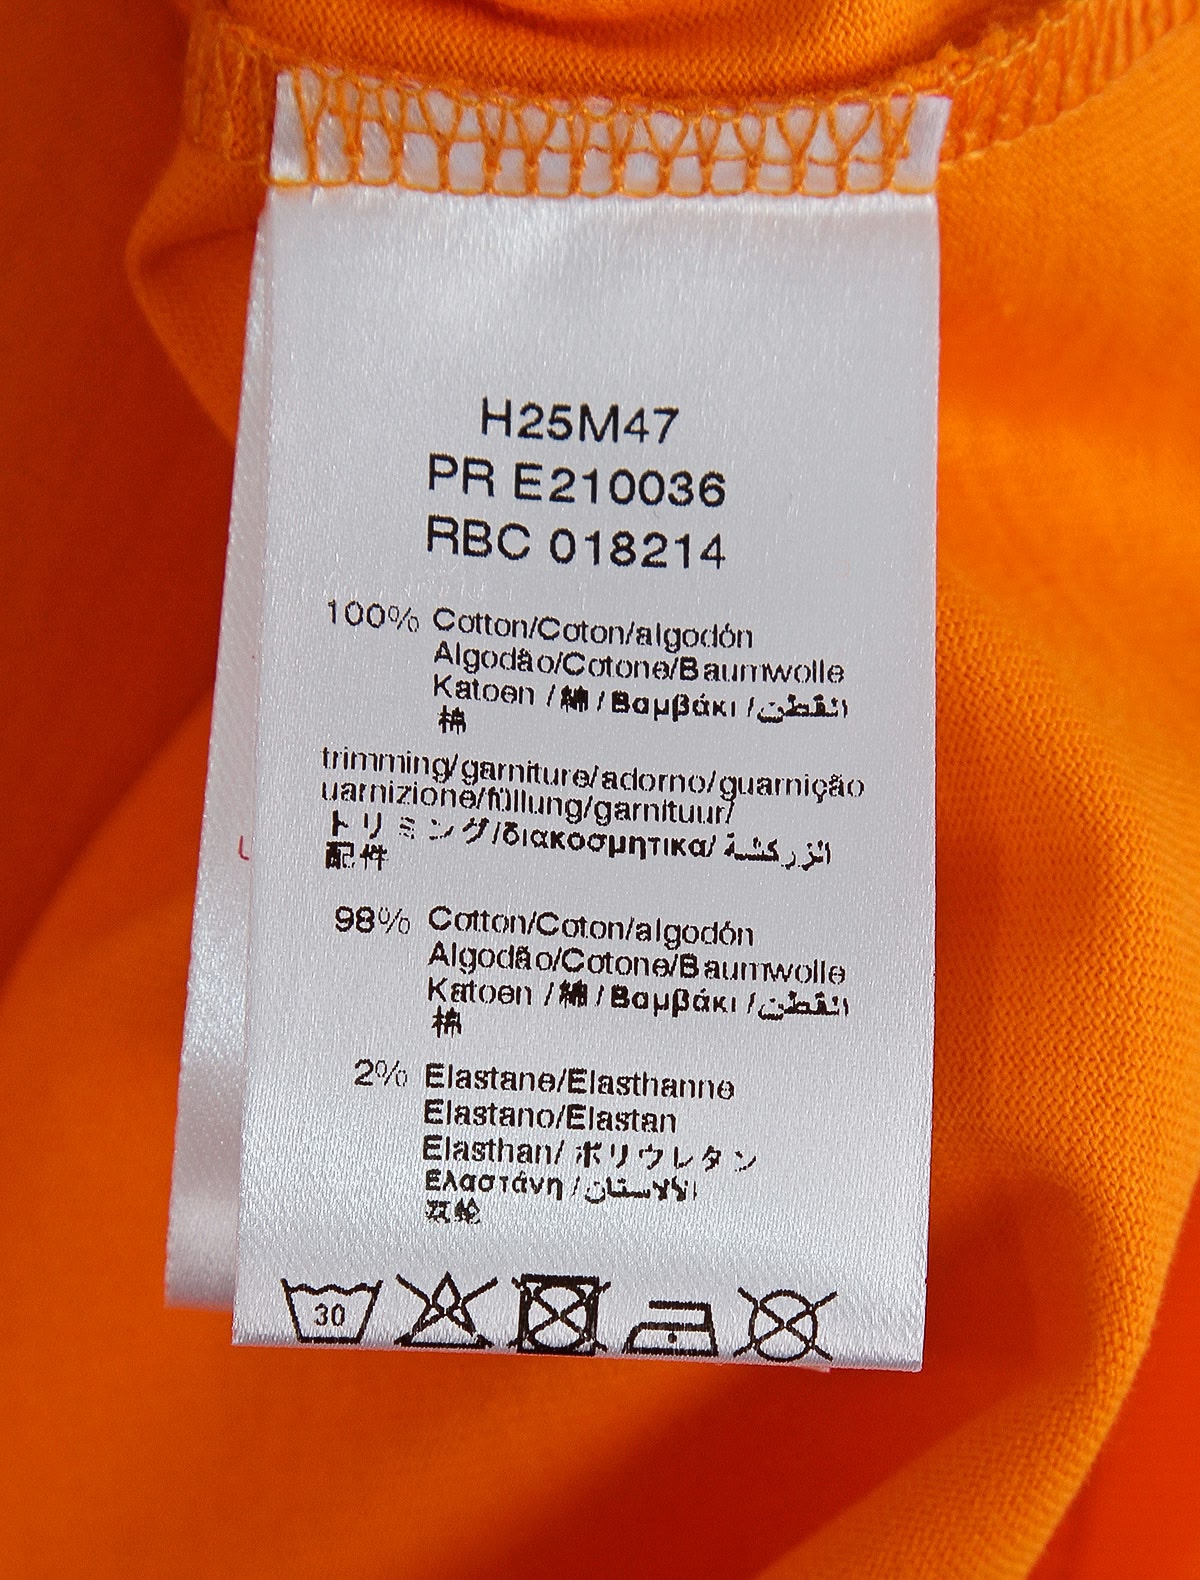 H25M47
PR E210036
RBC 018214
100% Cotton/Coton/algodón
Algodão/Cotone/Baumwolle
Katoen /綿/Βαμβάκι/القطن
棉
trimming/garniture/adorno/guarnição
uarnizione/füllung/garnituur/
トリミング/διακοσμητικα/الزركشة
配件
98% Cotton/Coton/algodón
Algodão/Cotone/Baumwolle
Katoen /綿/Βαμβάκι/القطن
棉
2% Elastane/Elasthanne
Elastano/Elastan
Elasthan/ポリウレタン
Ελαστάνη/الالاستان
30